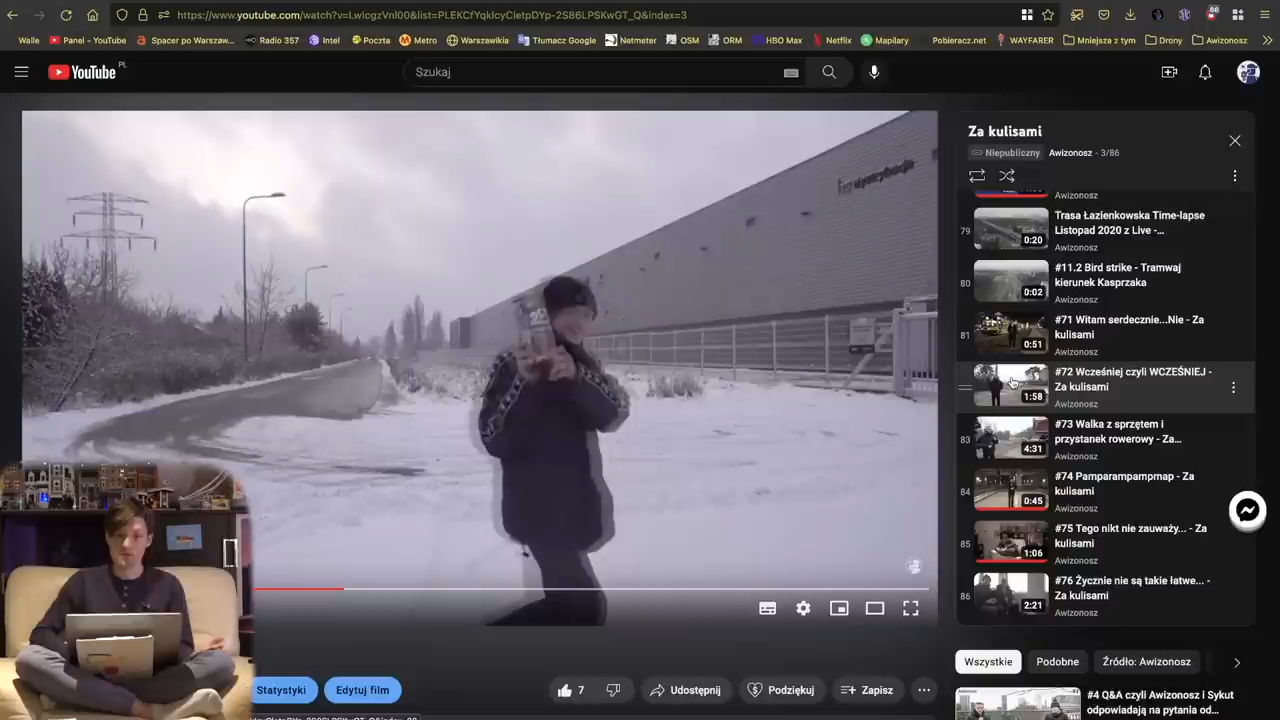 https://www.youtube.com/watch?v=LwlcgzVnl00&list=PLEKCfYqkIcyCletpDYp-2S86LPSKwGT_Q&index=3
86
Walle
Panel - YouTube
Spacer po Warszaw...
Radio 357
Intel
Poczta
Metro
Warszawikia
Tłumacz Google
Netmeter
OSM
ORM
HBO Max
Netflix
Mapilary
Pobieracz.net
WAYFARER
Mniejsza z tym
Drony
Awizonosz
YouTube PL
Szukaj
Za kulisami
Niepubliczny Awizonosz - 3/86
Awizonosz
79
0:20
Trasa Łazienkowska Time-lapse
Listopad 2020 z Live -...
Awizonosz
80
0:02
#11.2 Bird strike - Tramwaj
kierunek Kasprzaka
Awizonosz
81
0:51
#71 Witam serdecznie...Nie - Za
kulisami
Awizonosz
1:58
#72 Wcześniej czyli WCZEŚNIEJ -
Za kulisami
Awizonosz
83
4:31
#73 Walka z sprzętem i
przystanek rowerowy - Za...
Awizonosz
84
0:45
#74 Pamparampampmap - Za
kulisami
Awizonosz
85
1:06
#75 Tego nikt nie zauważy... - Za
kulisami
Awizonosz
86
2:21
#76 Życznie nie są takie łatwe... -
Za kulisami
Awizonosz
Statystyki
Edytuj film
7
Udostępnij
Podziękuj
Zapisz
Wszystkie
Podobne
Źródło: Awizonosz
#4 Q&A czyli Awizonosz i Sykut
odpowiadają na pytania od...